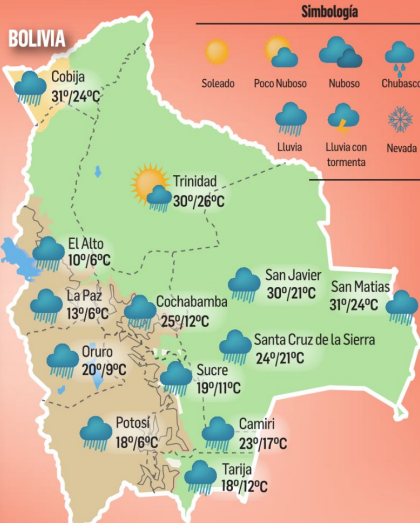 Simbología
BOLIVIA
Soleado
Poco Nuboso
Nuboso
Chubasco
Lluvia
Lluvia con
tormenta
Nevada
Cobija
31º/24ºC
Trinidad
30º/26ºC
El Alto
10º/6ºC
La Paz
13º/6ºC
Cochabamba
25º/12ºC
San Javier
30º/21ºC
San Matias
31º/24ºC
Oruro
20º/9ºC
Santa Cruz de la Sierra
24º/21ºC
Sucre
19º/11ºC
Potosí
18º/6ºC
Camiri
23º/17ºC
Tarija
18º/12ºC